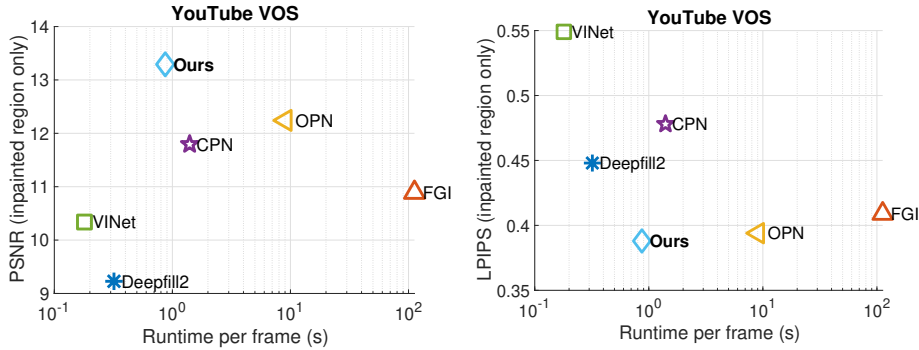 YouTube VOS
PSNR (inpainted region only)
14
13
12
11
10
9
Ours
OPN
CPN
FGI
VINet
Deepfill2
10^-1
10^0
10^1
10^2
Runtime per frame (s)
YouTube VOS
LPIPS (inpainted region only)
0.55
0.5
0.45
0.4
0.35
VINet
CPN
Deepfill2
FGI
OPN
Ours
10^-1
10^0
10^1
10^2
Runtime per frame (s)